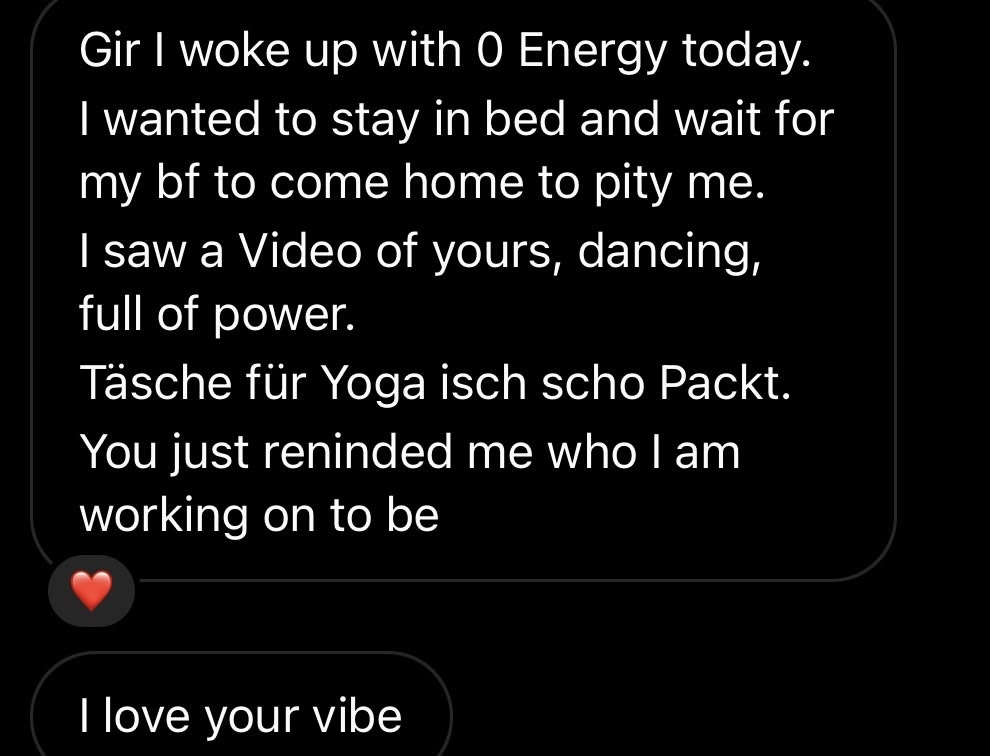 Gir I woke up with 0 Energy today.
I wanted to stay in bed and wait for
my bf to come home to pity me.
I saw a Video of yours, dancing,
full of power.
Täsche für Yoga isch scho Packt.
You just reninded me who I am
working on to be
I love your vibe